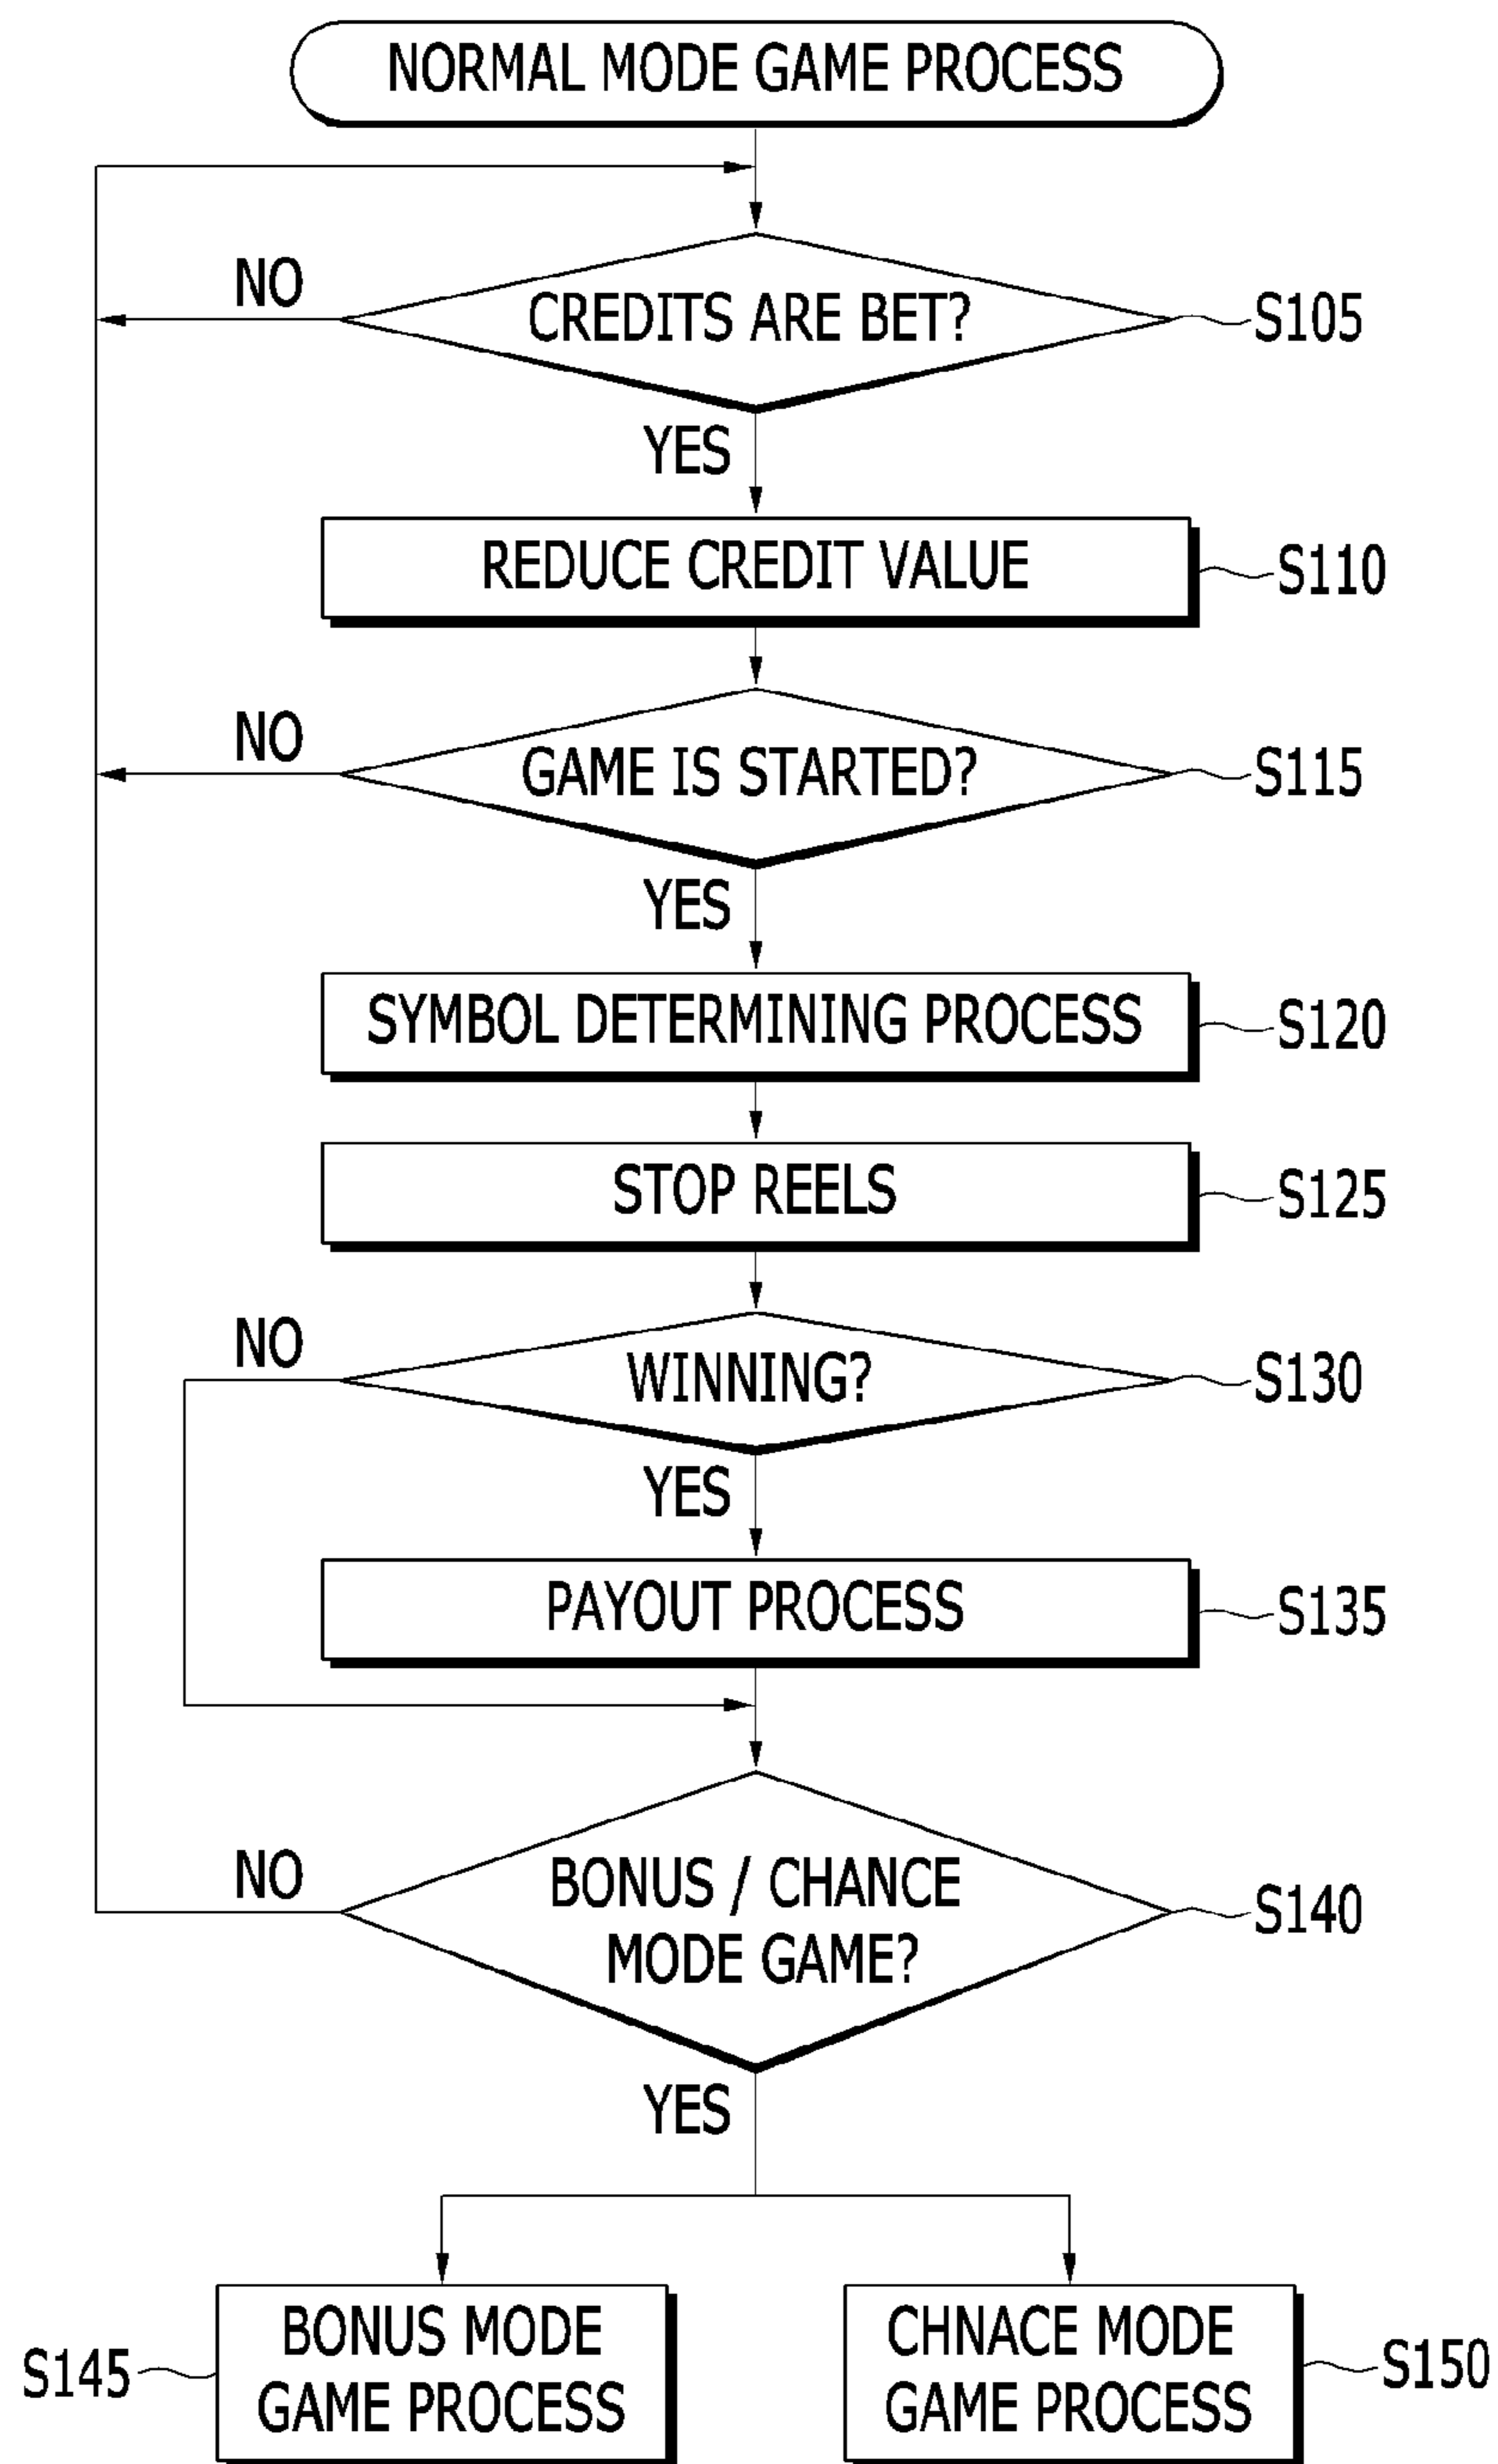 NORMAL MODE GAME PROCESS
NO
CREDITS ARE BET?
S105
YES
REDUCE CREDIT VALUE
S110
NO
GAME IS STARTED?
S115
YES
SYMBOL DETERMINING PROCESS
S120
STOP REELS
S125
NO
WINNING?
S130
YES
PAYOUT PROCESS
S135
NO
BONUS / CHANCE
MODE GAME?
S140
YES
S145
BONUS MODE
GAME PROCESS
CHNACE MODE
GAME PROCESS
S150